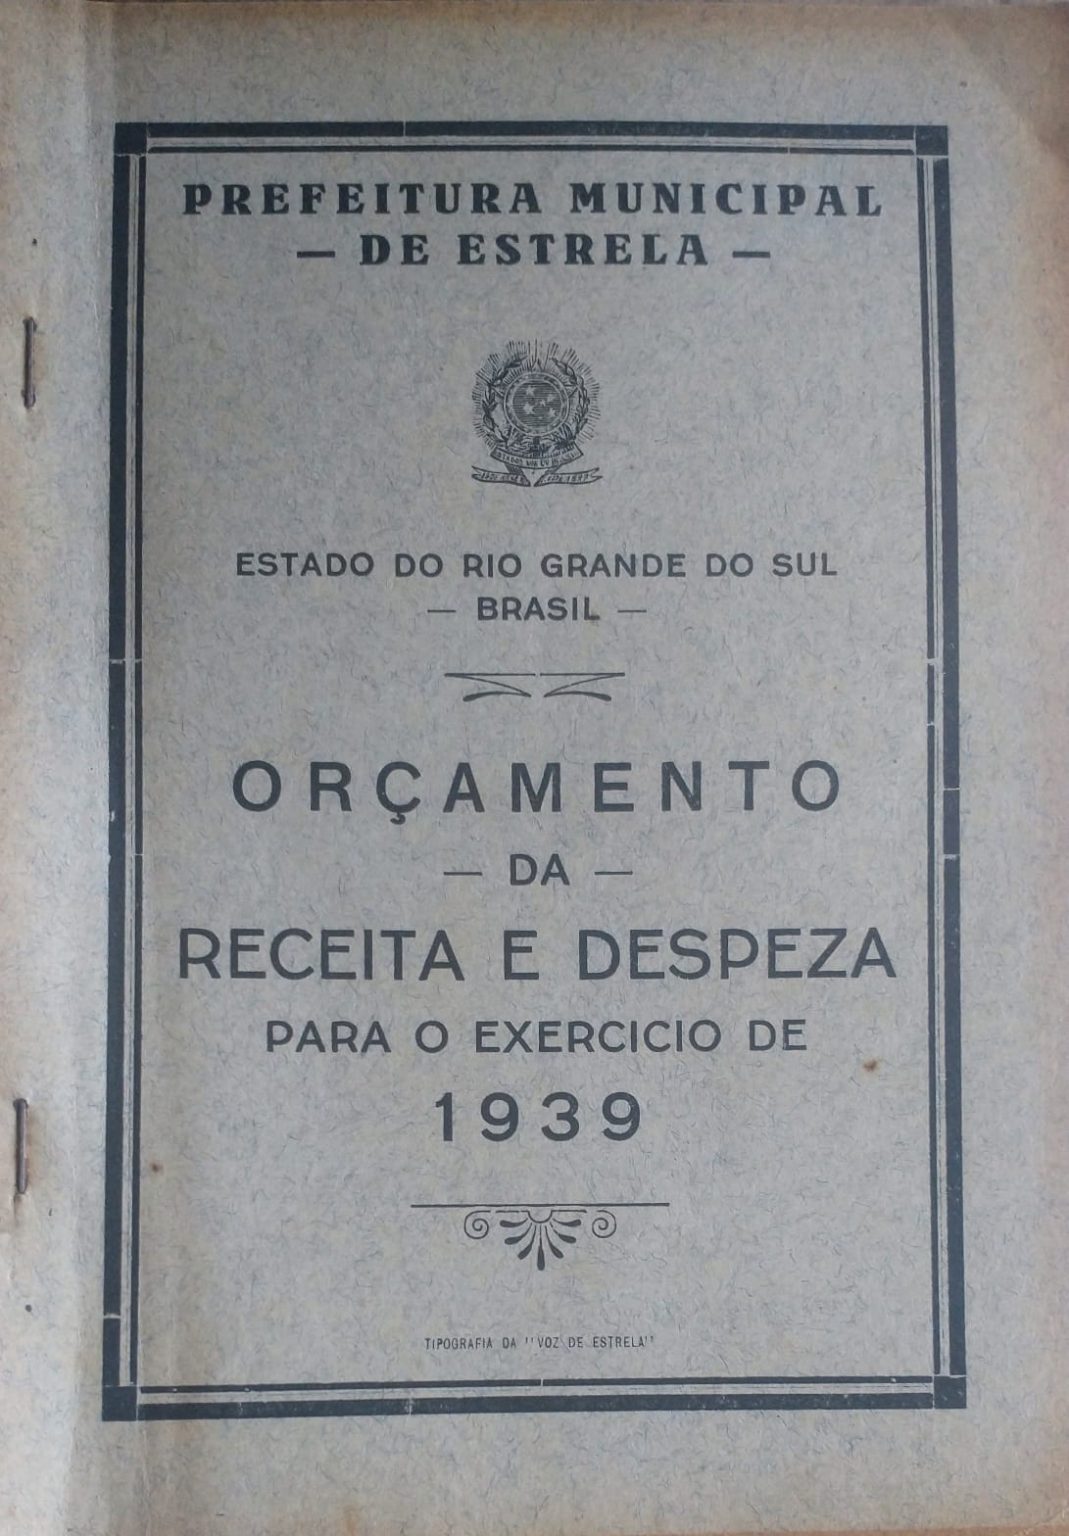 PREFEITURA MUNICIPAL
— DE ESTRELA —
ESTADO DO RIO GRANDE DO SUL
— BRASIL —
ORÇAMENTO
— DA —
RECEITA E DESPEZA
PARA O EXERCICIO DE
1939
TIPOGRAFIA DA "VOZ DE ESTRELA"